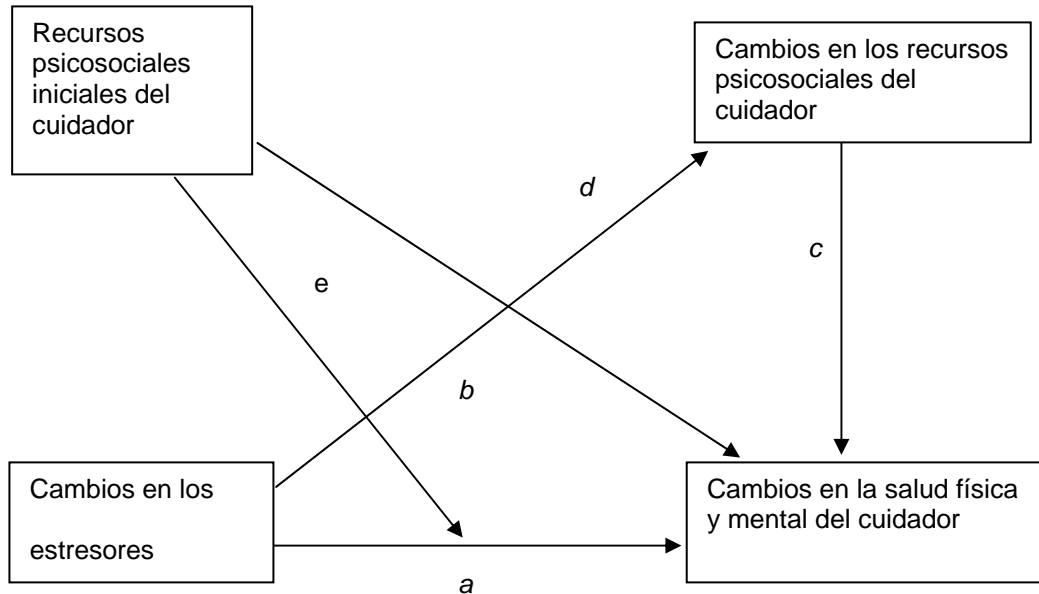 Recursos
psicosociales
iniciales del
cuidador
Cambios en los recursos
psicosociales del
cuidador
d
c
e
b
Cambios en los
estresores
Cambios en la salud física
y mental del cuidador
a